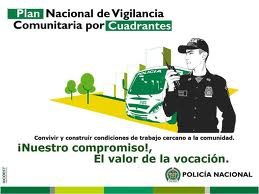 Plan Nacional de Vigilancia
Comunitaria por Cuadrantes
POLICIA
Convivir y construir condiciones de trabajo cercano a la comunidad.
¡Nuestro compromiso!,
El valor de la vocación.
POLICÍA NACIONAL